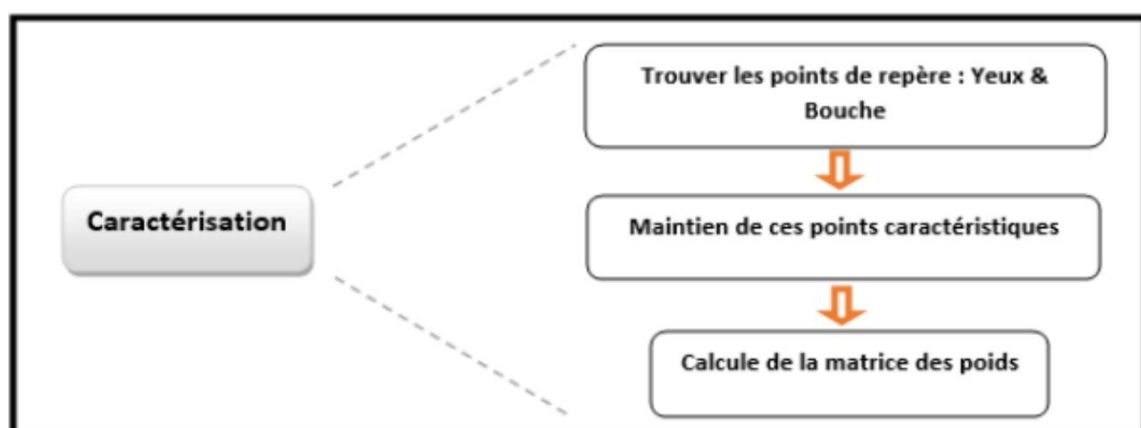 Trouver les points de repère : Yeux &
Bouche
Caractérisation
Maintien de ces points caractéristiques
Calcule de la matrice des poids